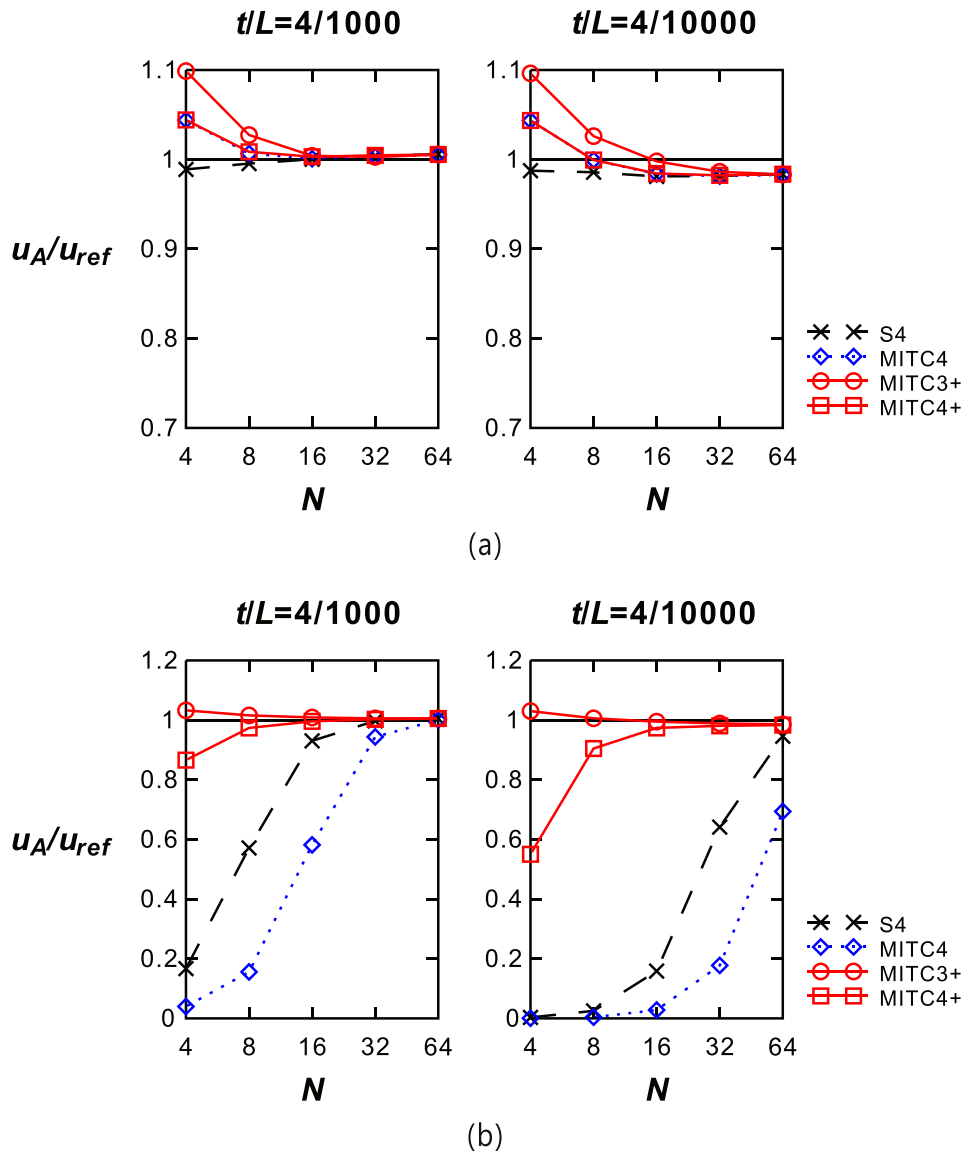 t/L=4/1000
t/L=4/10000
1.1
1
0.9
0.8
0.7
4 8 16 32 64
N
1.1
1
0.9
0.8
0.7
4 8 16 32 64
N
uA/uref
S4
MITC4
MITC3+
MITC4+
(a)
t/L=4/1000
t/L=4/10000
1.2
1
0.8
0.6
0.4
0.2
0
4 8 16 32 64
N
1.2
1
0.8
0.6
0.4
0.2
0
4 8 16 32 64
N
uA/uref
S4
MITC4
MITC3+
MITC4+
(b)